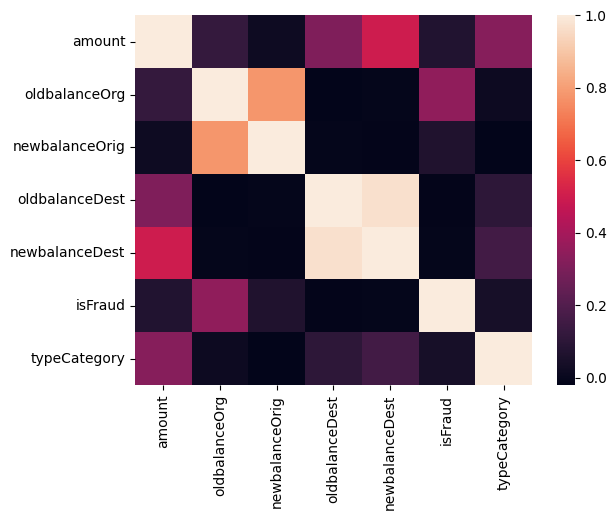 amount
oldbalanceOrg
newbalanceOrig
oldbalanceDest
newbalanceDest
isFraud
typeCategory
amount
oldbalanceOrg
newbalanceOrig
oldbalanceDest
newbalanceDest
isFraud
typeCategory
1.0
0.8
0.6
0.4
0.2
0.0